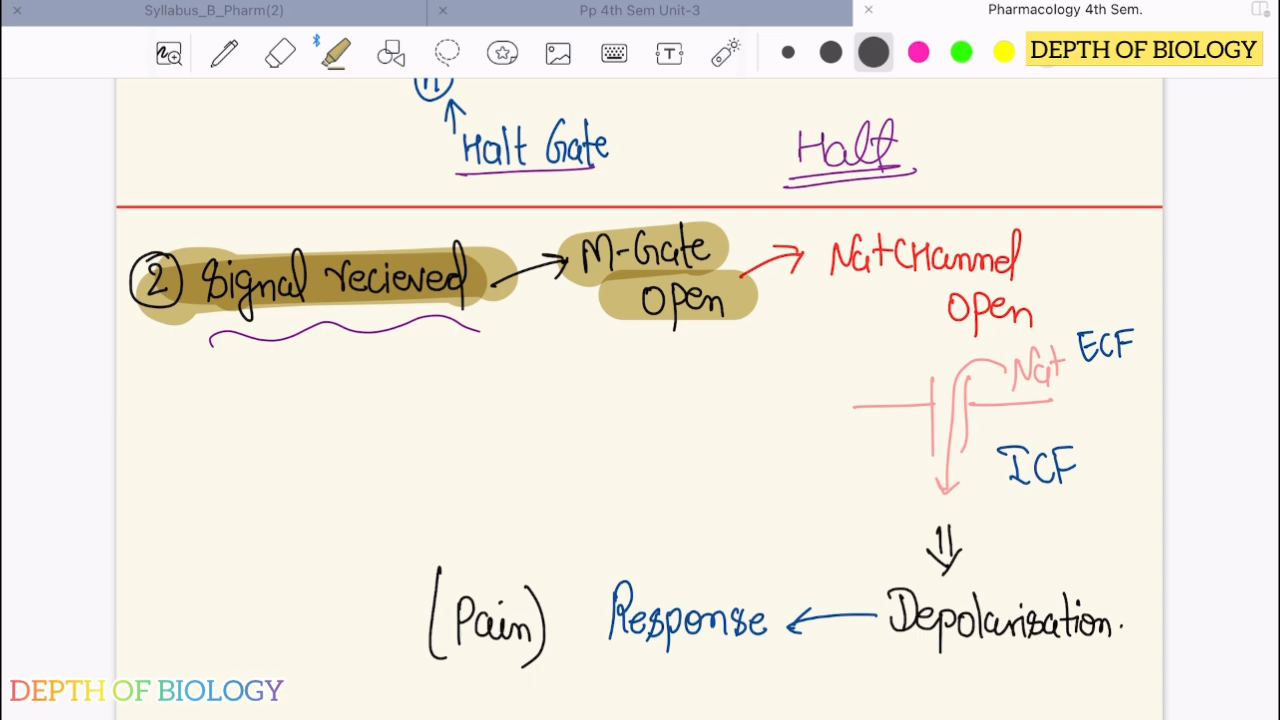 Syllabus_B_Pharm(2)
Pp 4th Sem Unit-3
Pharmacology 4th Sem.
DEPTH OF BIOLOGY
Halt Gate
Half
2 Signal recieved → M-Gate open → Na+ CHannel open
Na+ ECF
ICF
⇓
(Pain) Response ← Depolarisation.
DEPTH OF BIOLOGY